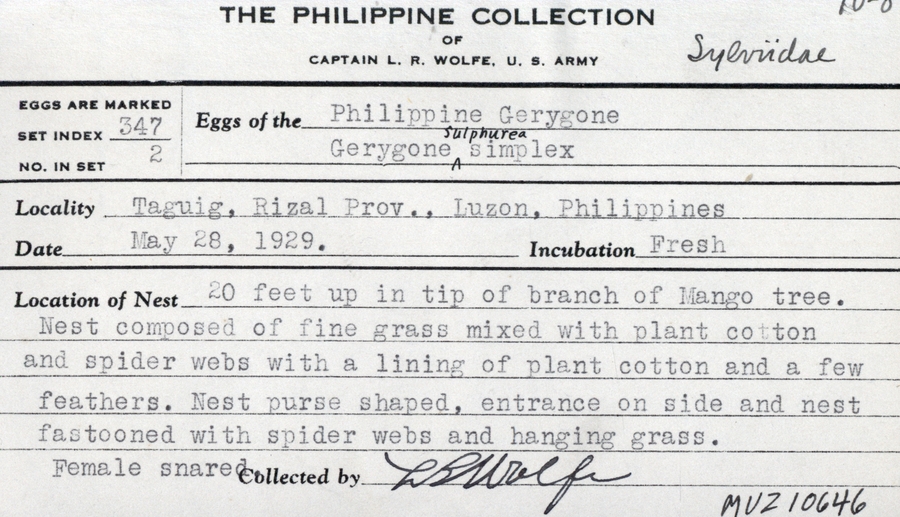 THE PHILIPPINE COLLECTION
OF
CAPTAIN L. R. WOLFE, U. S. ARMY
Sylviidae
EGGS ARE MARKED
SET INDEX 347
NO. IN SET 2
Eggs of the Philippine Gerygone
Sulphurea
Gerygone simplex
Locality Taguig, Rizal Prov., Luzon, Philippines
Date May 28, 1929.
Incubation Fresh
Location of Nest 20 feet up in tip of branch of Mango tree.
Nest composed of fine grass mixed with plant cotton
and spider webs with a lining of plant cotton and a few
feathers. Nest purse shaped, entrance on side and nest
fastooned with spider webs and hanging grass.
Female snared.
Collected by LRWolfe
MVZ10646